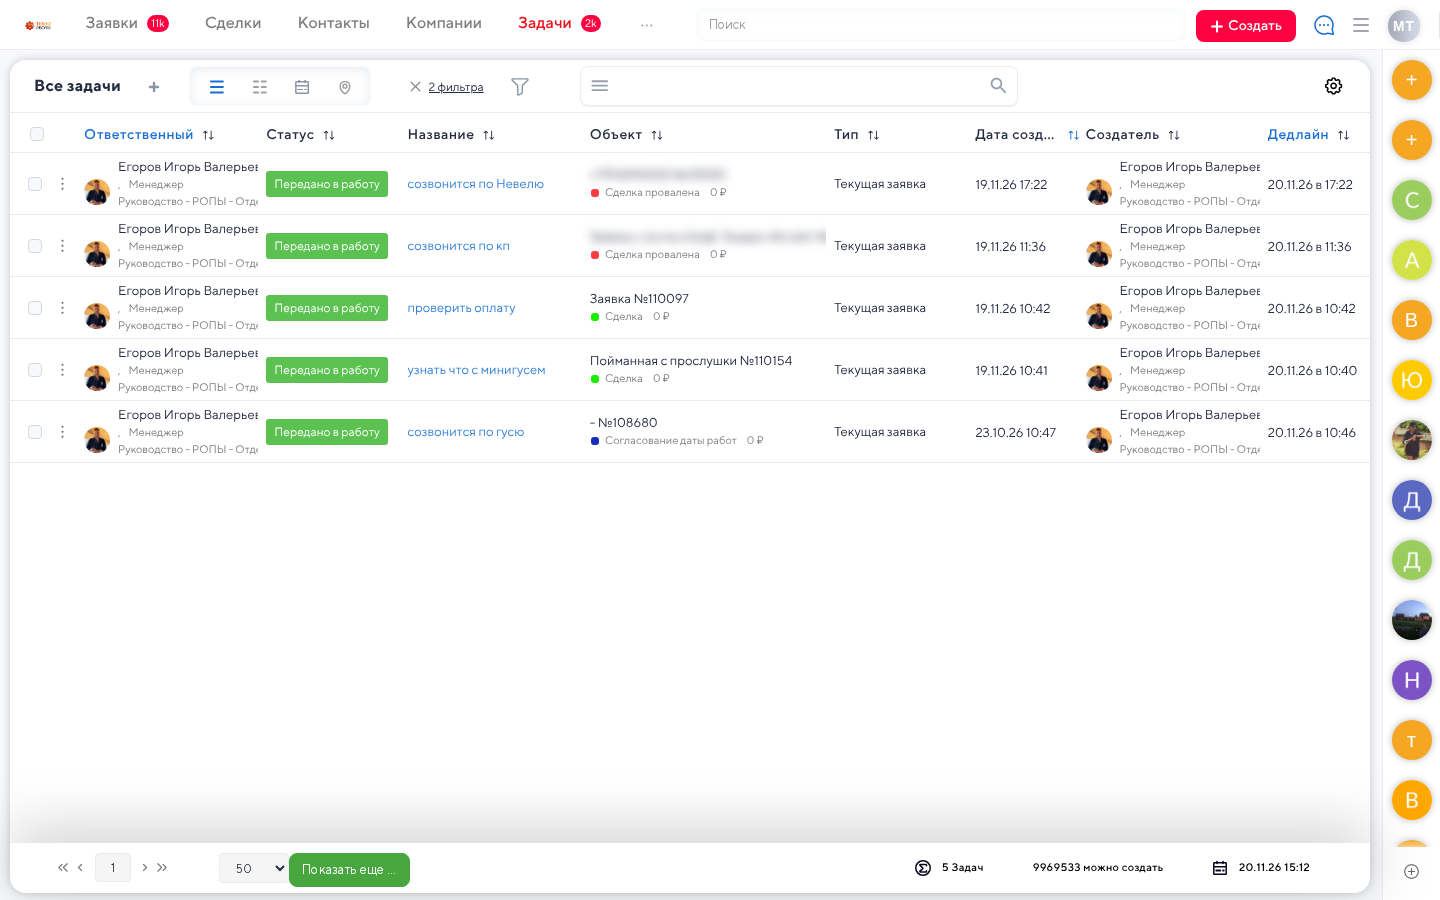 Заявки 11k Сделки Контакты Компании Задачи 2k ... Поиск + Создать МТ
Все задачи + 2 фильтра
Ответственный Статус Название Объект Тип Дата созд... Создатель Дедлайн
Егоров Игорь Валерьев
, Менеджер
Руководство - РОПЫ - Отде
Передано в работу
созвонится по Невелю
Сделка провалена 0 ₽
Текущая заявка
19.11.26 17:22
Егоров Игорь Валерьев
, Менеджер
Руководство - РОПЫ - Отде
20.11.26 в 17:22
Егоров Игорь Валерьев
, Менеджер
Руководство - РОПЫ - Отде
Передано в работу
созвонится по кп
Сделка провалена 0 ₽
Текущая заявка
19.11.26 11:36
Егоров Игорь Валерьев
, Менеджер
Руководство - РОПЫ - Отде
20.11.26 в 11:36
Егоров Игорь Валерьев
, Менеджер
Руководство - РОПЫ - Отде
Передано в работу
проверить оплату
Заявка №110097
Сделка 0 ₽
Текущая заявка
19.11.26 10:42
Егоров Игорь Валерьев
, Менеджер
Руководство - РОПЫ - Отде
20.11.26 в 10:42
Егоров Игорь Валерьев
, Менеджер
Руководство - РОПЫ - Отде
Передано в работу
узнать что с минигусем
Пойманная с прослушки №110154
Сделка 0 ₽
Текущая заявка
19.11.26 10:41
Егоров Игорь Валерьев
, Менеджер
Руководство - РОПЫ - Отде
20.11.26 в 10:40
Егоров Игорь Валерьев
, Менеджер
Руководство - РОПЫ - Отде
Передано в работу
созвонится по гусю
- №108680
Согласование даты работ 0 ₽
Текущая заявка
23.10.26 10:47
Егоров Игорь Валерьев
, Менеджер
Руководство - РОПЫ - Отде
20.11.26 в 10:46
+
+
С
А
В
Ю
Д
Д
Н
т
В
1 50 Показать еще ... 5 Задач 9969533 можно создать 20.11.26 15:12